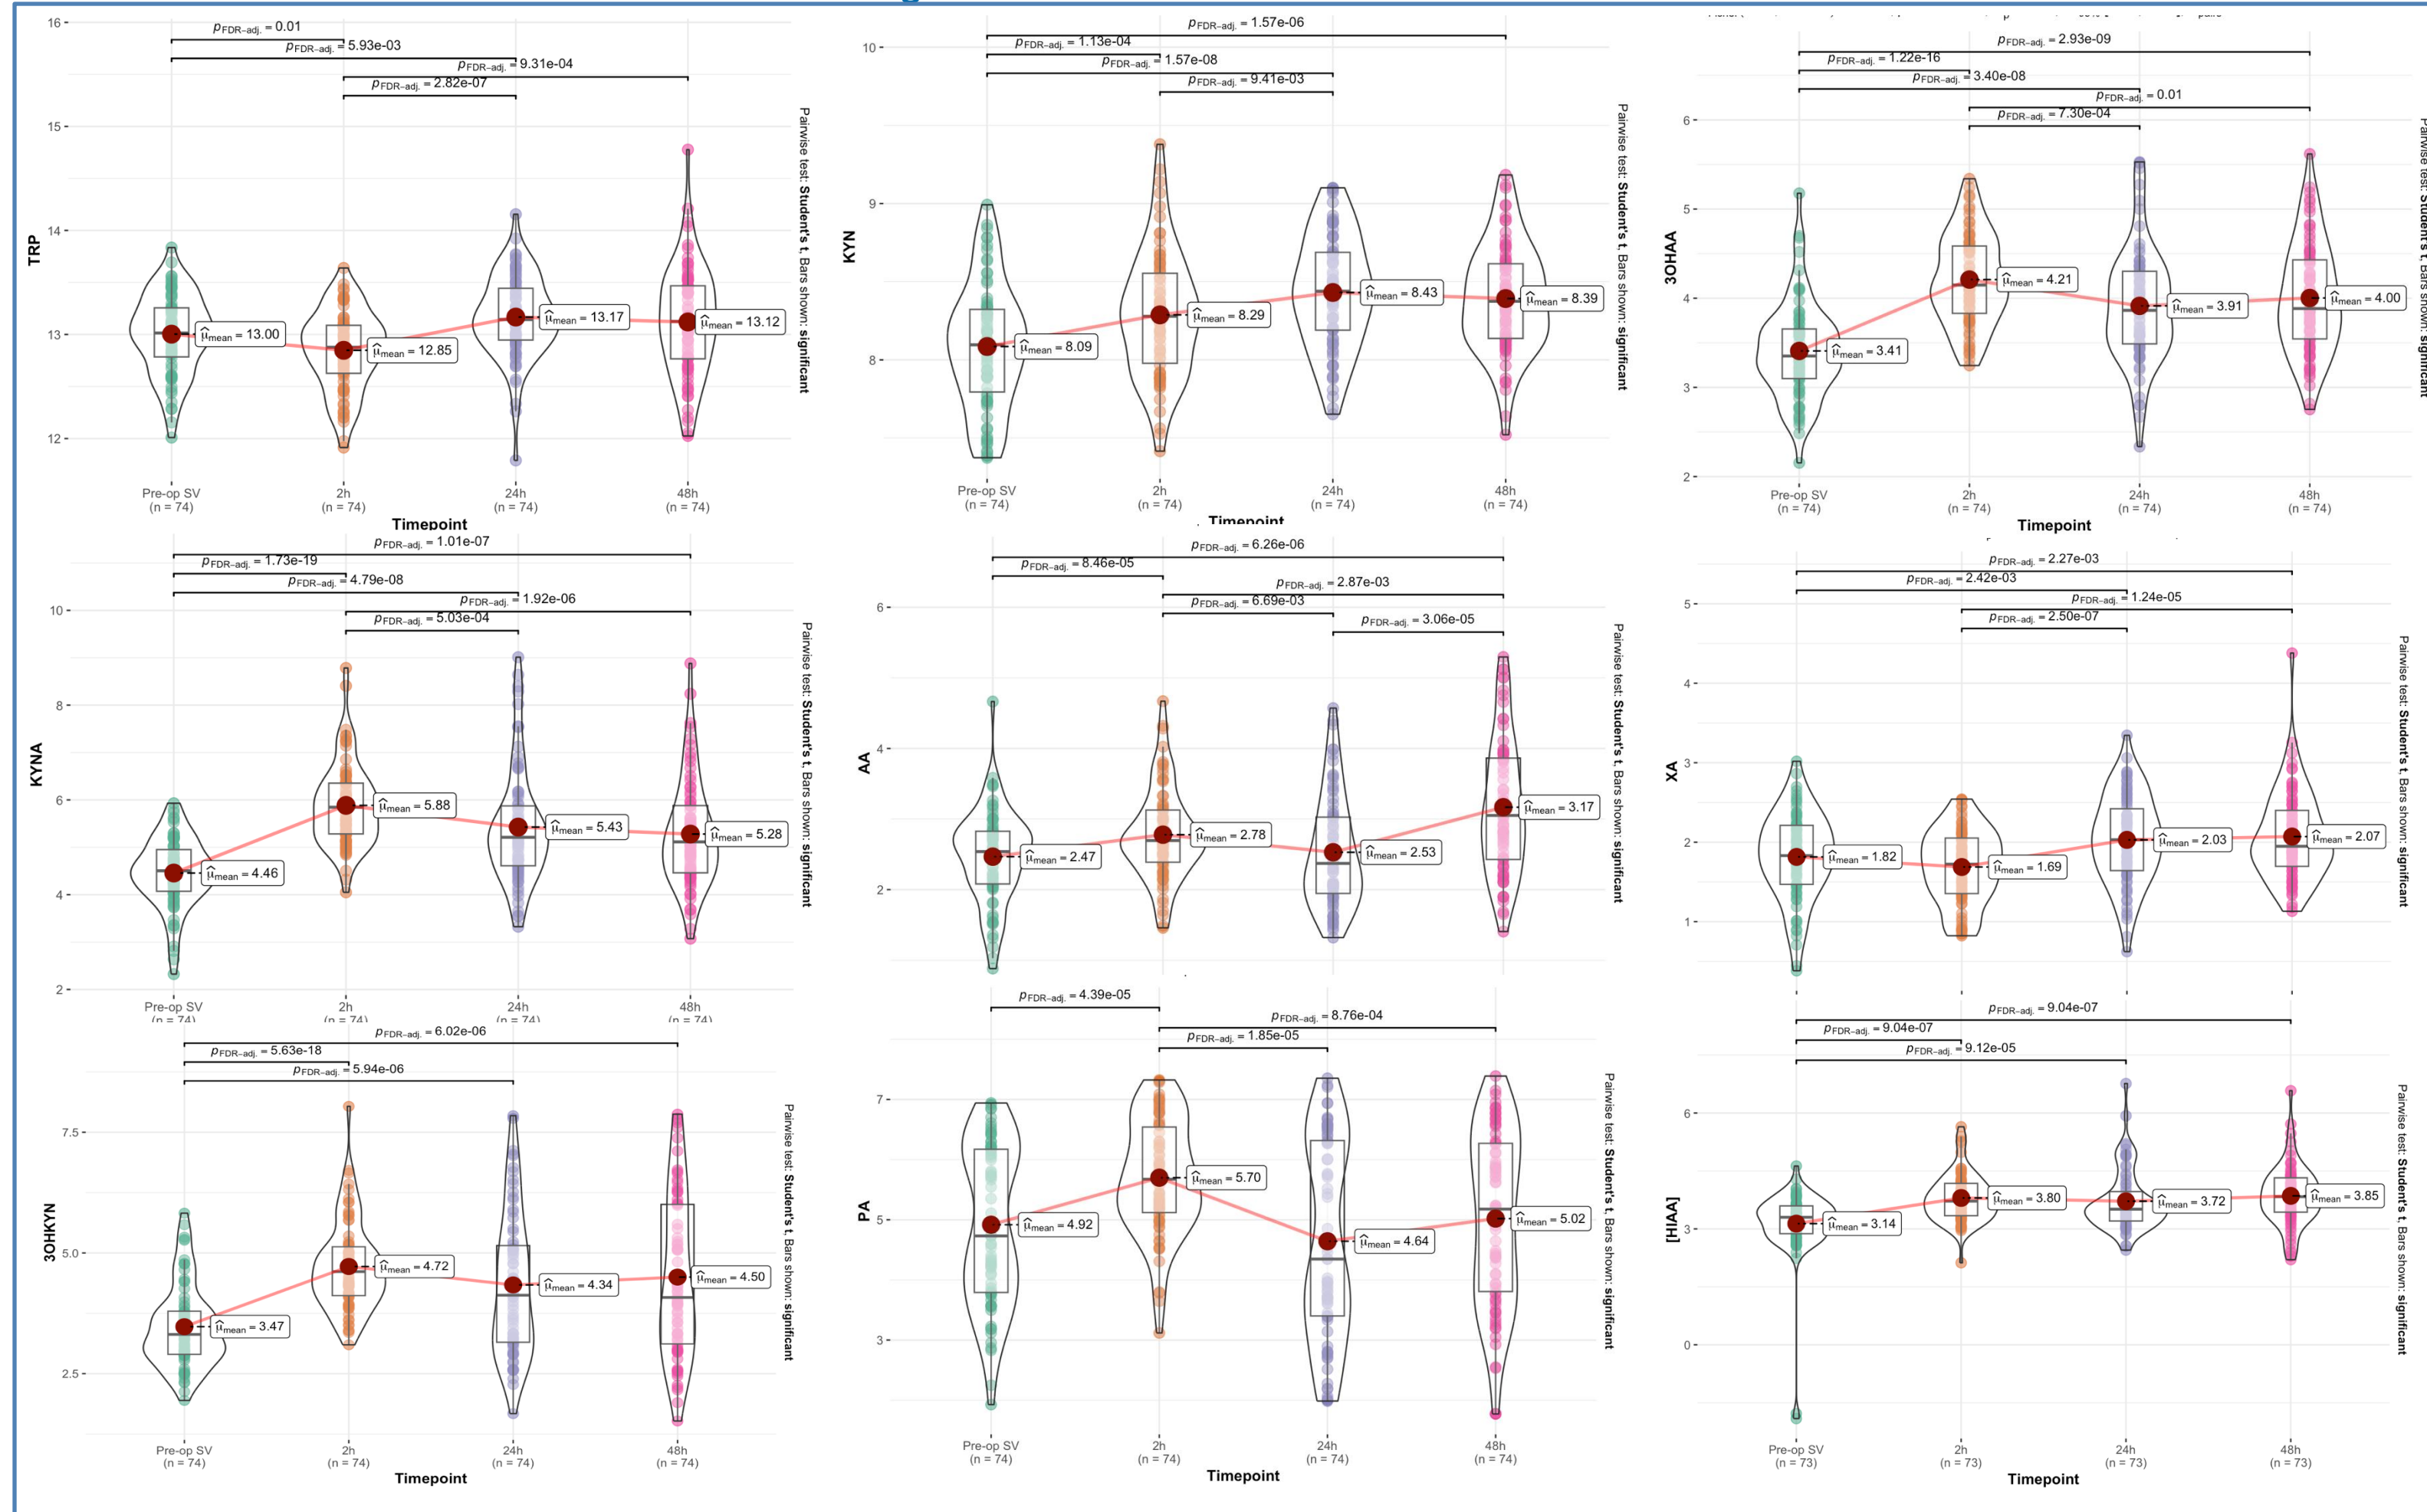 pFDR−adj. = 0.01
pFDR−adj. = 5.93e-03
pFDR−adj. = 9.31e-04
pFDR−adj. = 2.82e-07
16
15
14
13
12
TRP
μ̂mean = 13.00
μ̂mean = 12.85
μ̂mean = 13.17
μ̂mean = 13.12
Pre-op SV
(n = 74)
2h
(n = 74)
24h
(n = 74)
48h
(n = 74)
Timepoint
Pairwise test: Student's t, Bars shown: significant
pFDR−adj. = 1.57e-06
pFDR−adj. = 1.13e-04
pFDR−adj. = 1.57e-08
pFDR−adj. = 9.41e-03
10
9
8
KYN
μ̂mean = 8.09
μ̂mean = 8.29
μ̂mean = 8.43
μ̂mean = 8.39
Pre-op SV
(n = 74)
2h
(n = 74)
24h
(n = 74)
48h
(n = 74)
Timepoint
Pairwise test: Student's t, Bars shown: significant
pFDR−adj. = 2.93e-09
pFDR−adj. = 1.22e-16
pFDR−adj. = 3.40e-08
pFDR−adj. = 0.01
pFDR−adj. = 7.30e-04
6
5
4
3
2
3OHAA
μ̂mean = 3.41
μ̂mean = 4.21
μ̂mean = 3.91
μ̂mean = 4.00
Pre-op SV
(n = 74)
2h
(n = 74)
24h
(n = 74)
48h
(n = 74)
Timepoint
Pairwise test: Student's t, Bars shown: significant
pFDR−adj. = 1.01e-07
pFDR−adj. = 1.73e-19
pFDR−adj. = 4.79e-08
pFDR−adj. = 1.92e-06
pFDR−adj. = 5.03e-04
10
8
6
4
2
KYNA
μ̂mean = 4.46
μ̂mean = 5.88
μ̂mean = 5.43
μ̂mean = 5.28
Pre-op SV
(n = 74)
2h
(n = 74)
24h
(n = 74)
48h
(n = 74)
Pairwise test: Student's t, Bars shown: significant
pFDR−adj. = 6.26e-06
pFDR−adj. = 8.46e-05
pFDR−adj. = 2.87e-03
pFDR−adj. = 6.69e-03
pFDR−adj. = 3.06e-05
6
4
2
AA
μ̂mean = 2.47
μ̂mean = 2.78
μ̂mean = 2.53
μ̂mean = 3.17
Pairwise test: Student's t, Bars shown: significant
pFDR−adj. = 2.27e-03
pFDR−adj. = 2.42e-03
pFDR−adj. = 1.24e-05
pFDR−adj. = 2.50e-07
5
4
3
2
1
XA
μ̂mean = 1.82
μ̂mean = 1.69
μ̂mean = 2.03
μ̂mean = 2.07
Pairwise test: Student's t, Bars shown: significant
pFDR−adj. = 6.02e-06
pFDR−adj. = 5.63e-18
pFDR−adj. = 5.94e-06
7.5
5.0
2.5
3OHKYN
μ̂mean = 3.47
μ̂mean = 4.72
μ̂mean = 4.34
μ̂mean = 4.50
Pre-op SV
(n = 74)
2h
(n = 74)
24h
(n = 74)
48h
(n = 74)
Timepoint
Pairwise test: Student's t, Bars shown: significant
pFDR−adj. = 4.39e-05
pFDR−adj. = 8.76e-04
pFDR−adj. = 1.85e-05
7
5
3
PA
μ̂mean = 4.92
μ̂mean = 5.70
μ̂mean = 4.64
μ̂mean = 5.02
Pre-op SV
(n = 74)
2h
(n = 74)
24h
(n = 74)
48h
(n = 74)
Timepoint
Pairwise test: Student's t, Bars shown: significant
pFDR−adj. = 9.04e-07
pFDR−adj. = 9.04e-07
pFDR−adj. = 9.12e-05
6
3
0
[HIAA]
μ̂mean = 3.14
μ̂mean = 3.80
μ̂mean = 3.72
μ̂mean = 3.85
Pre-op SV
(n = 73)
2h
(n = 73)
24h
(n = 73)
48h
(n = 73)
Timepoint
Pairwise test: Student's t, Bars shown: significant